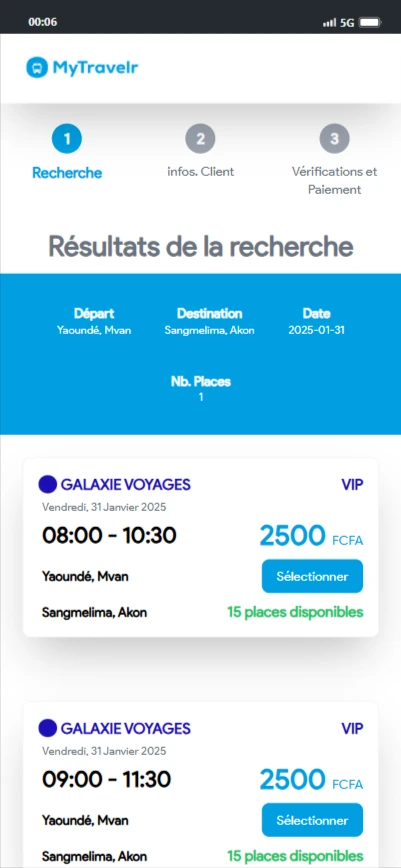 00:06
5G
MyTravelr
1
2
3
Recherche
infos. Client
Vérifications et
Paiement
Résultats de la recherche
Départ
Destination
Date
Yaoundé, Mvan
Sangmelima, Akon
2025-01-31
Nb. Places
1
GALAXIE VOYAGES
VIP
Vendredi, 31 Janvier 2025
08:00 - 10:30
2500 FCFA
Yaoundé, Mvan
Sélectionner
Sangmelima, Akon
15 places disponibles
GALAXIE VOYAGES
VIP
Vendredi, 31 Janvier 2025
09:00 - 11:30
2500 FCFA
Yaoundé, Mvan
Sélectionner
Sangmelima, Akon
15 places disponibles